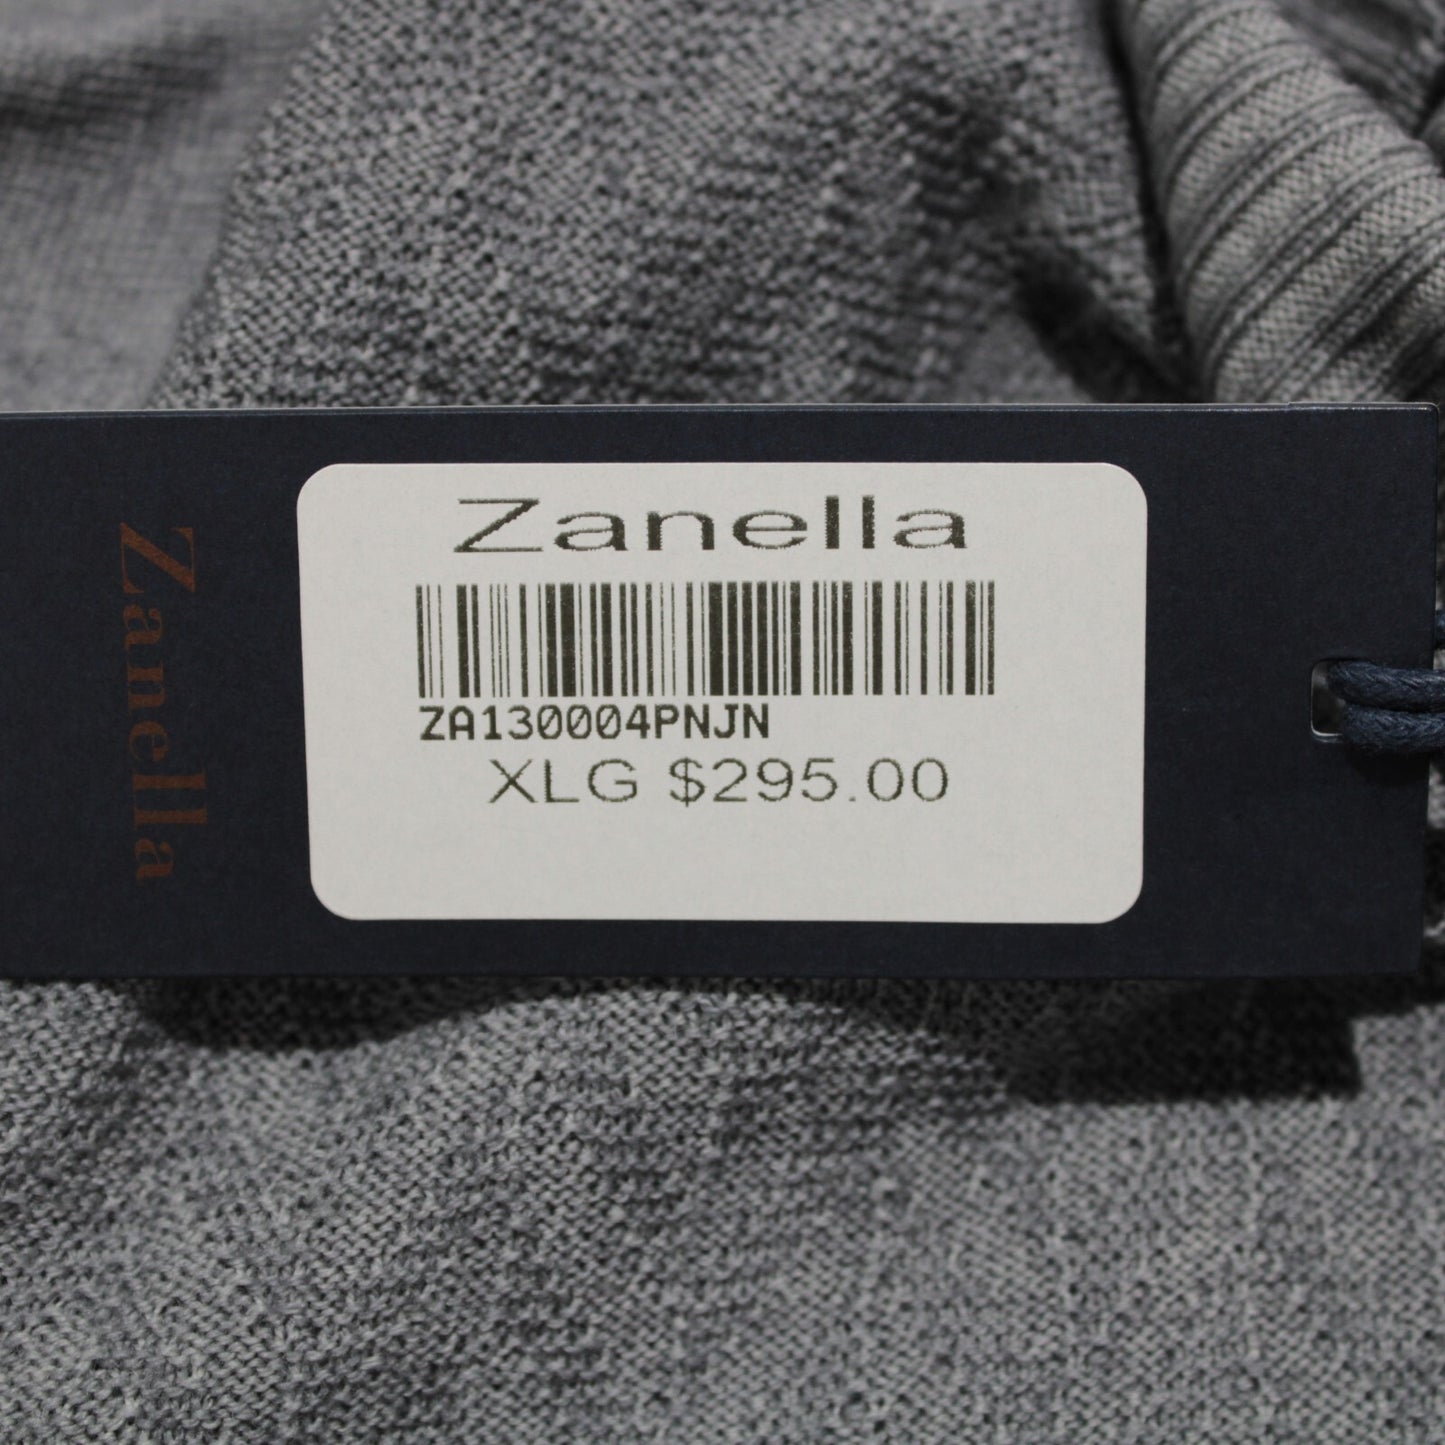 Zanella
Zanella
ZA130004PNJN
XLG $295.00